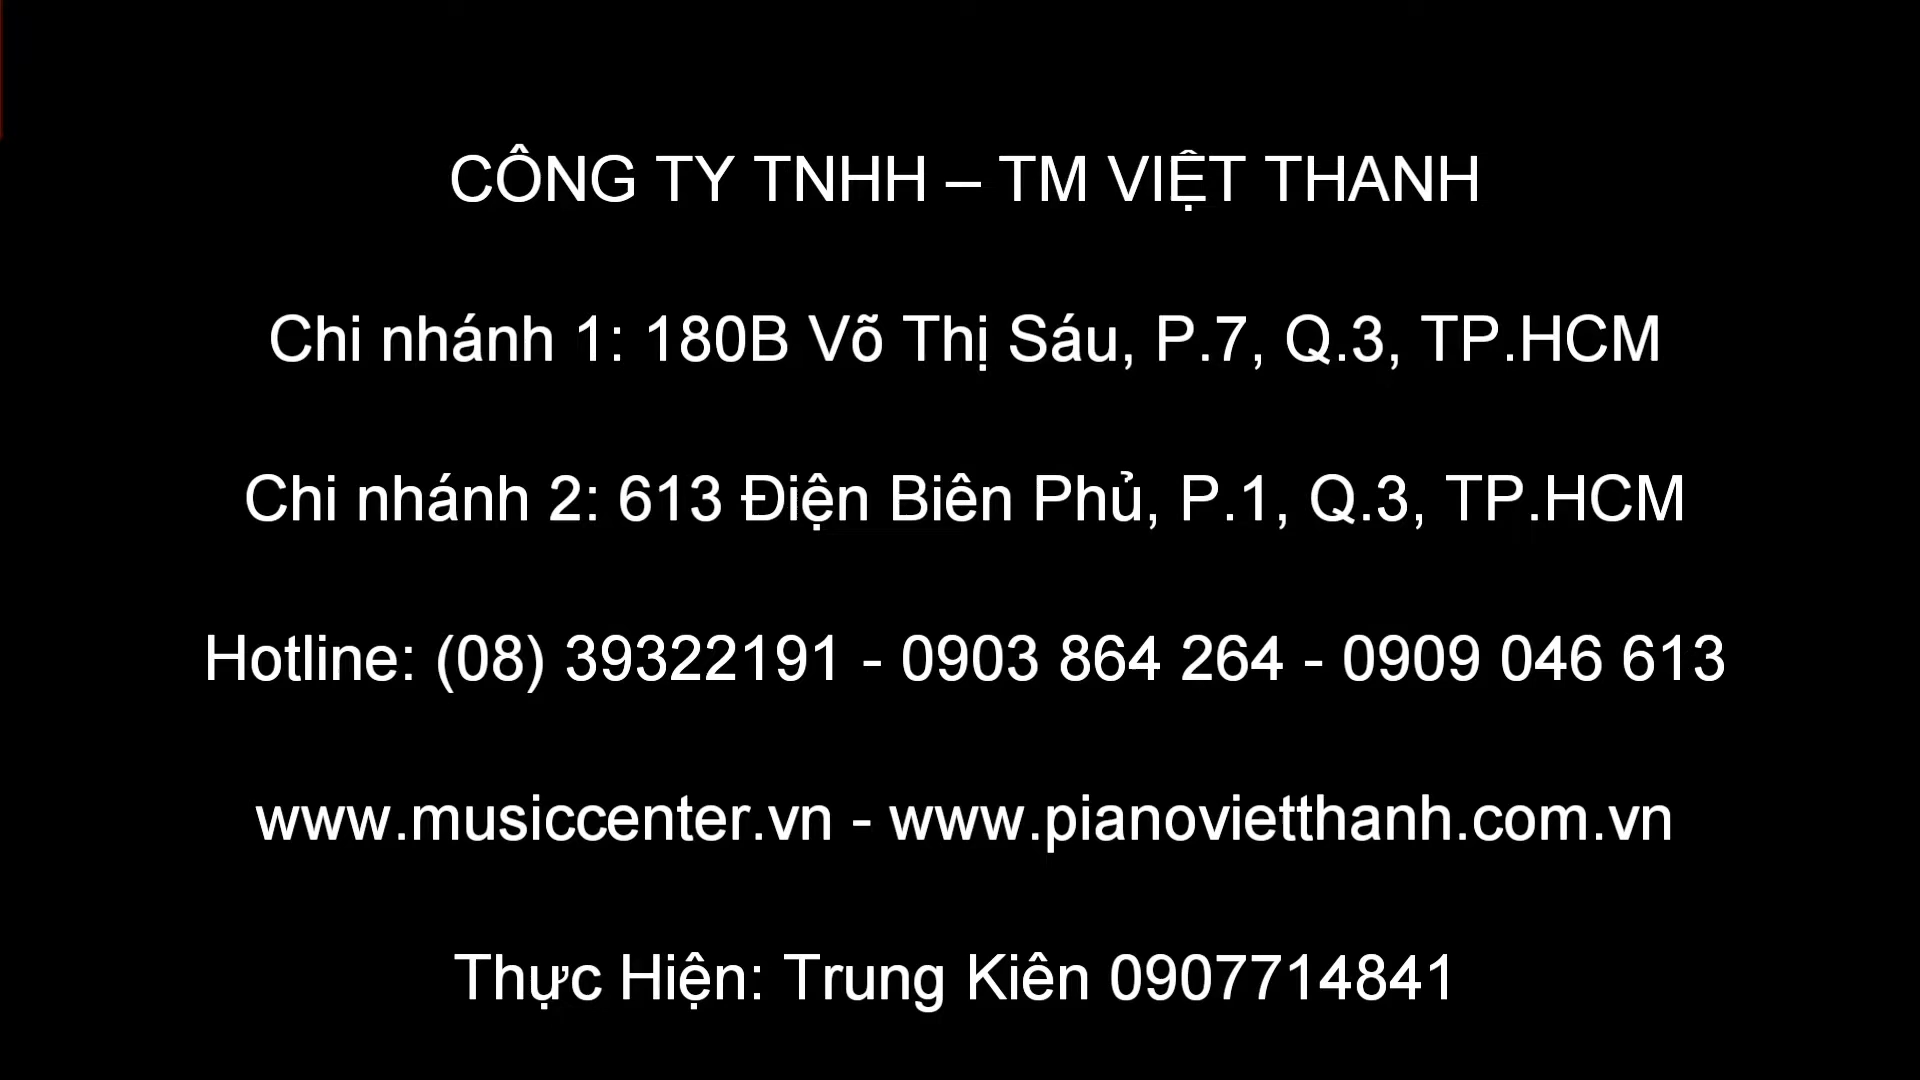 CÔNG TY TNHH – TM VIỆT THANH
Chi nhánh 1: 180B Võ Thị Sáu, P.7, Q.3, TP.HCM
Chi nhánh 2: 613 Điện Biên Phủ, P.1, Q.3, TP.HCM
Hotline: (08) 39322191 - 0903 864 264 - 0909 046 613
www.musiccenter.vn - www.pianovietthanh.com.vn
Thực Hiện: Trung Kiên 0907714841